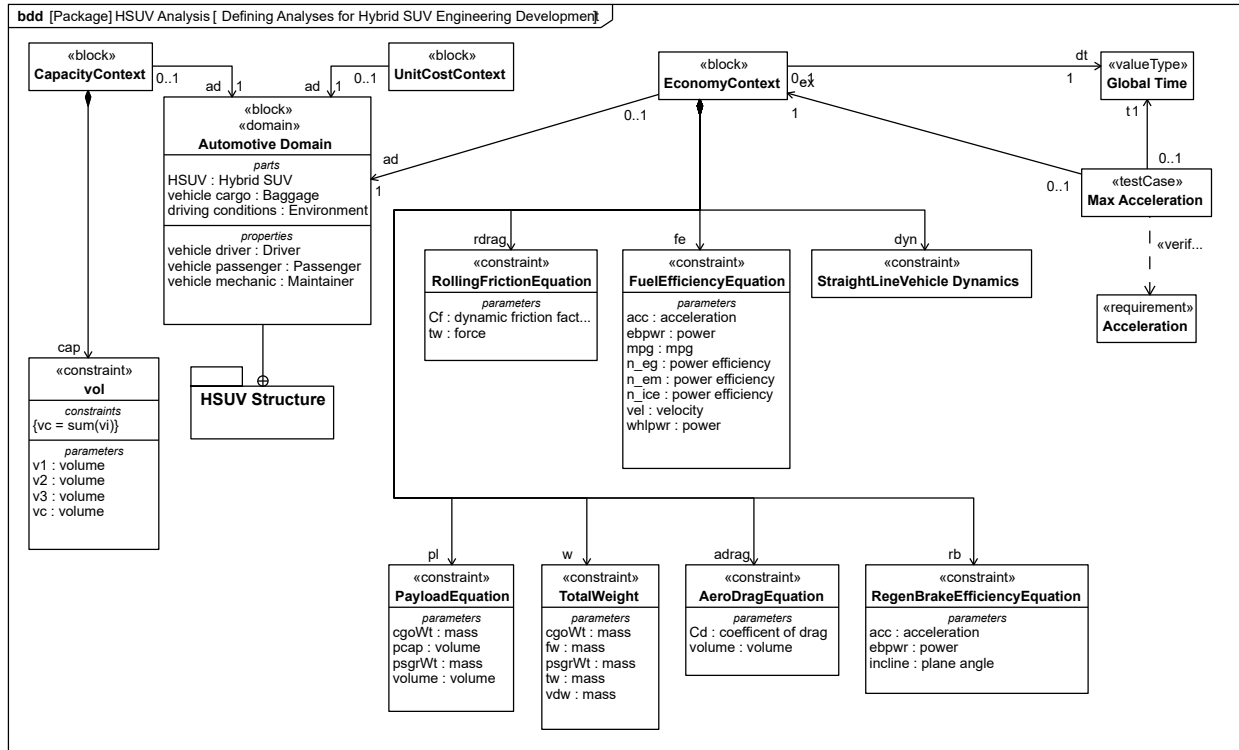 bdd [Package] HSUV Analysis [ Defining Analyses for Hybrid SUV Engineering Development]
«block»
CapacityContext
0..1
ad
1
«block»
UnitCostContext
0..1
ad
1
«block»
EconomyContext
0..1
ex
1
dt
1
«valueType»
Global Time
t1
0..1
0..1
ad
1
0..1
«testCase»
Max Acceleration
«verif...
«requirement»
Acceleration
«block»
«domain»
Automotive Domain
parts
HSUV : Hybrid SUV
vehicle cargo : Baggage
driving conditions : Environment
properties
vehicle driver : Driver
vehicle passenger : Passenger
vehicle mechanic : Maintainer
HSUV Structure
cap
«constraint»
vol
constraints
{vc = sum(vi)}
parameters
v1 : volume
v2 : volume
v3 : volume
vc : volume
rdrag
«constraint»
RollingFrictionEquation
parameters
Cf : dynamic friction fact...
tw : force
fe
«constraint»
FuelEfficiencyEquation
parameters
acc : acceleration
ebpwr : power
mpg : mpg
n_eg : power efficiency
n_em : power efficiency
n_ice : power efficiency
vel : velocity
whlpwr : power
dyn
«constraint»
StraightLineVehicle Dynamics
pl
«constraint»
PayloadEquation
parameters
cgoWt : mass
pcap : volume
psgrWt : mass
volume : volume
w
«constraint»
TotalWeight
parameters
cgoWt : mass
fw : mass
psgrWt : mass
tw : mass
vdw : mass
adrag
«constraint»
AeroDragEquation
parameters
Cd : coefficent of drag
volume : volume
rb
«constraint»
RegenBrakeEfficiencyEquation
parameters
acc : acceleration
ebpwr : power
incline : plane angle